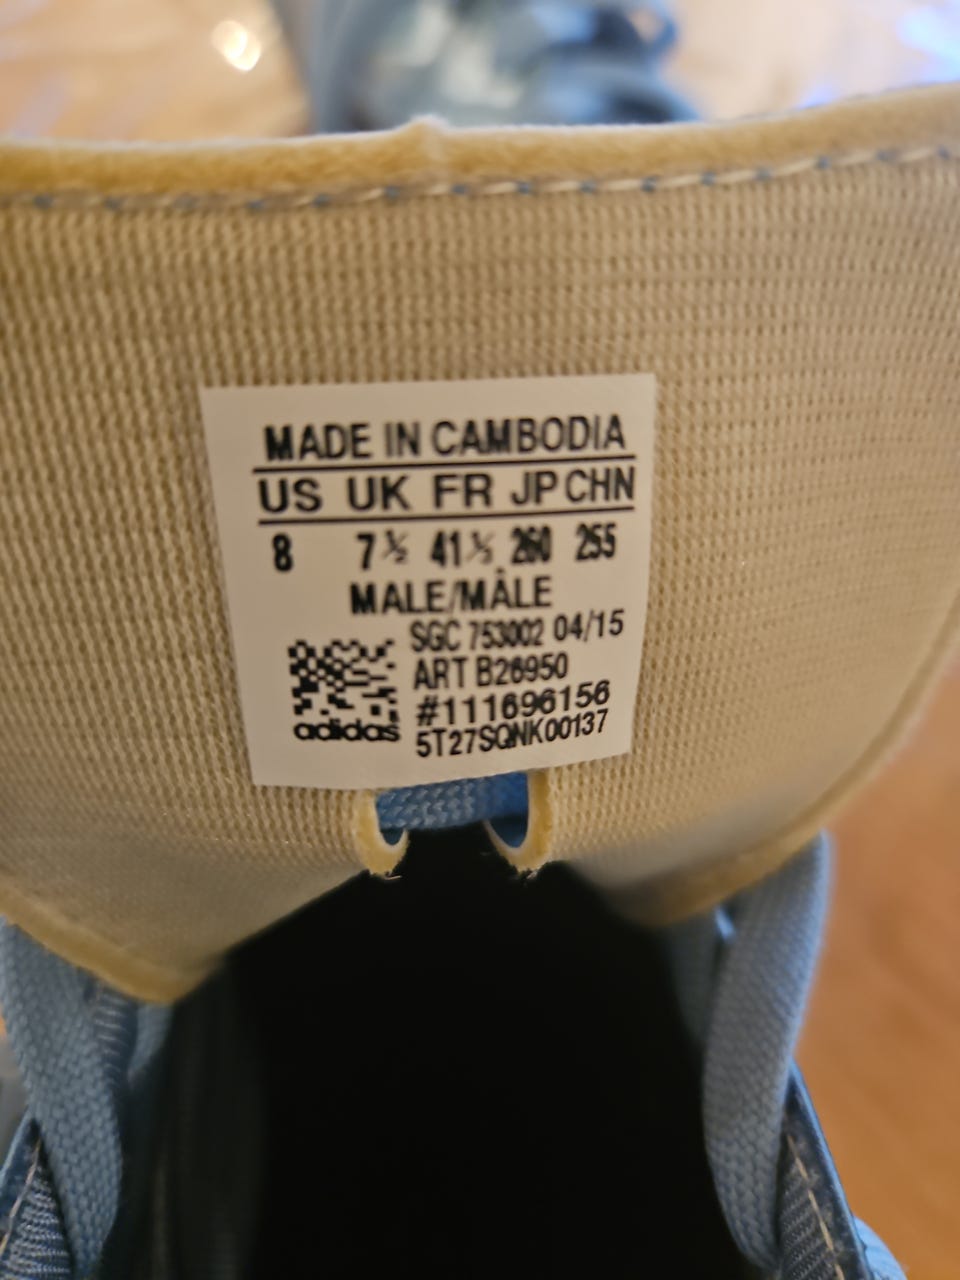 MADE IN CAMBODIA
US UK FR JP CHN
8 7½ 41⅓ 260 255
MALE/MÂLE
SGC 753002 04/15
ART B26950
#111696156
5T27SQNK00137
adidas